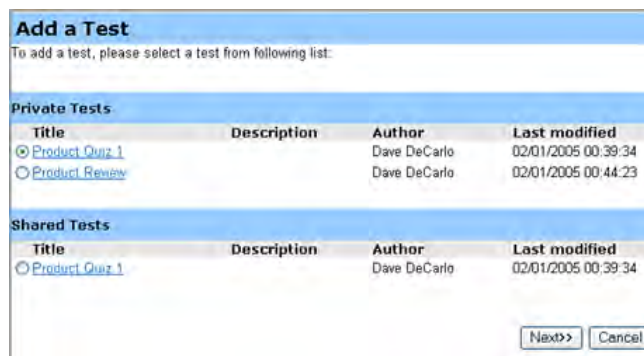 Add a Test
To add a test, please select a test from following list:
Private Tests
Title Description Author Last modified
Product Quiz 1 Dave DeCarlo 02/01/2005 00:39:34
Product Review Dave DeCarlo 02/01/2005 00:44:23
Shared Tests
Title Description Author Last modified
Product Quiz 1 Dave DeCarlo 02/01/2005 00:39:34
Next>> Cancel